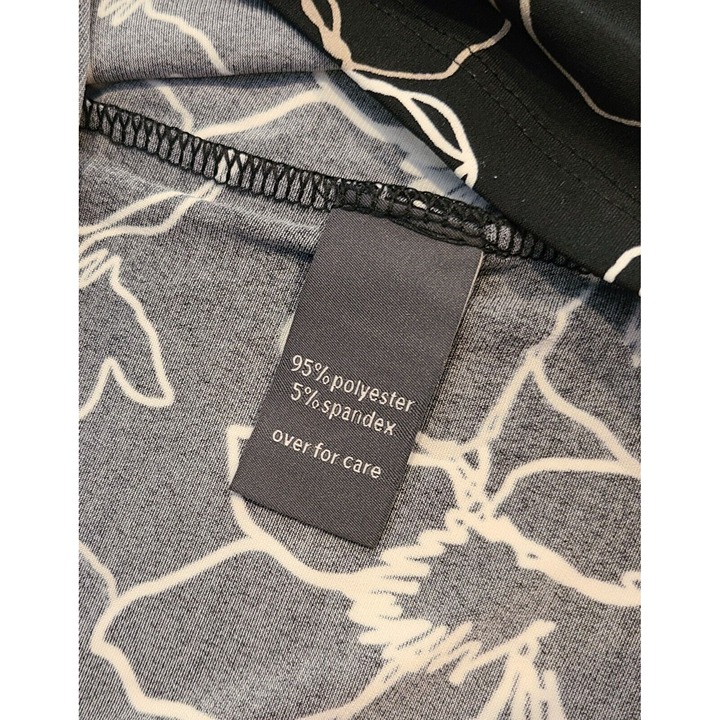 95% polyester
5% spandex
over for care